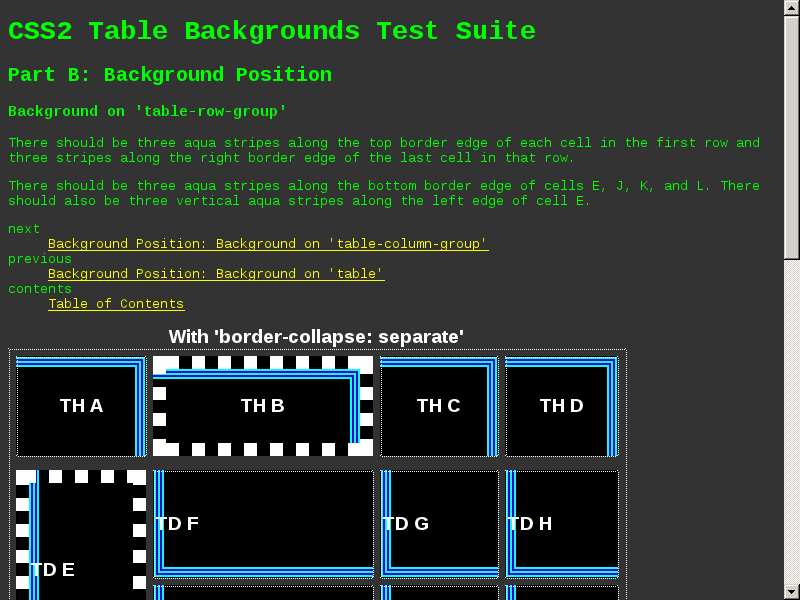 CSS2 Table Backgrounds Test Suite
Part B: Background Position
Background on 'table-row-group'
There should be three aqua stripes along the top border edge of each cell in the first row and
three stripes along the right border edge of the last cell in that row.
There should be three aqua stripes along the bottom border edge of cells E, J, K, and L. There
should also be three vertical aqua stripes along the left edge of cell E.
next
Background Position: Background on 'table-column-group'
previous
Background Position: Background on 'table'
contents
Table of Contents
With 'border-collapse: separate'
TH A TH B TH C TH D
TD F TD G TD H
TD E